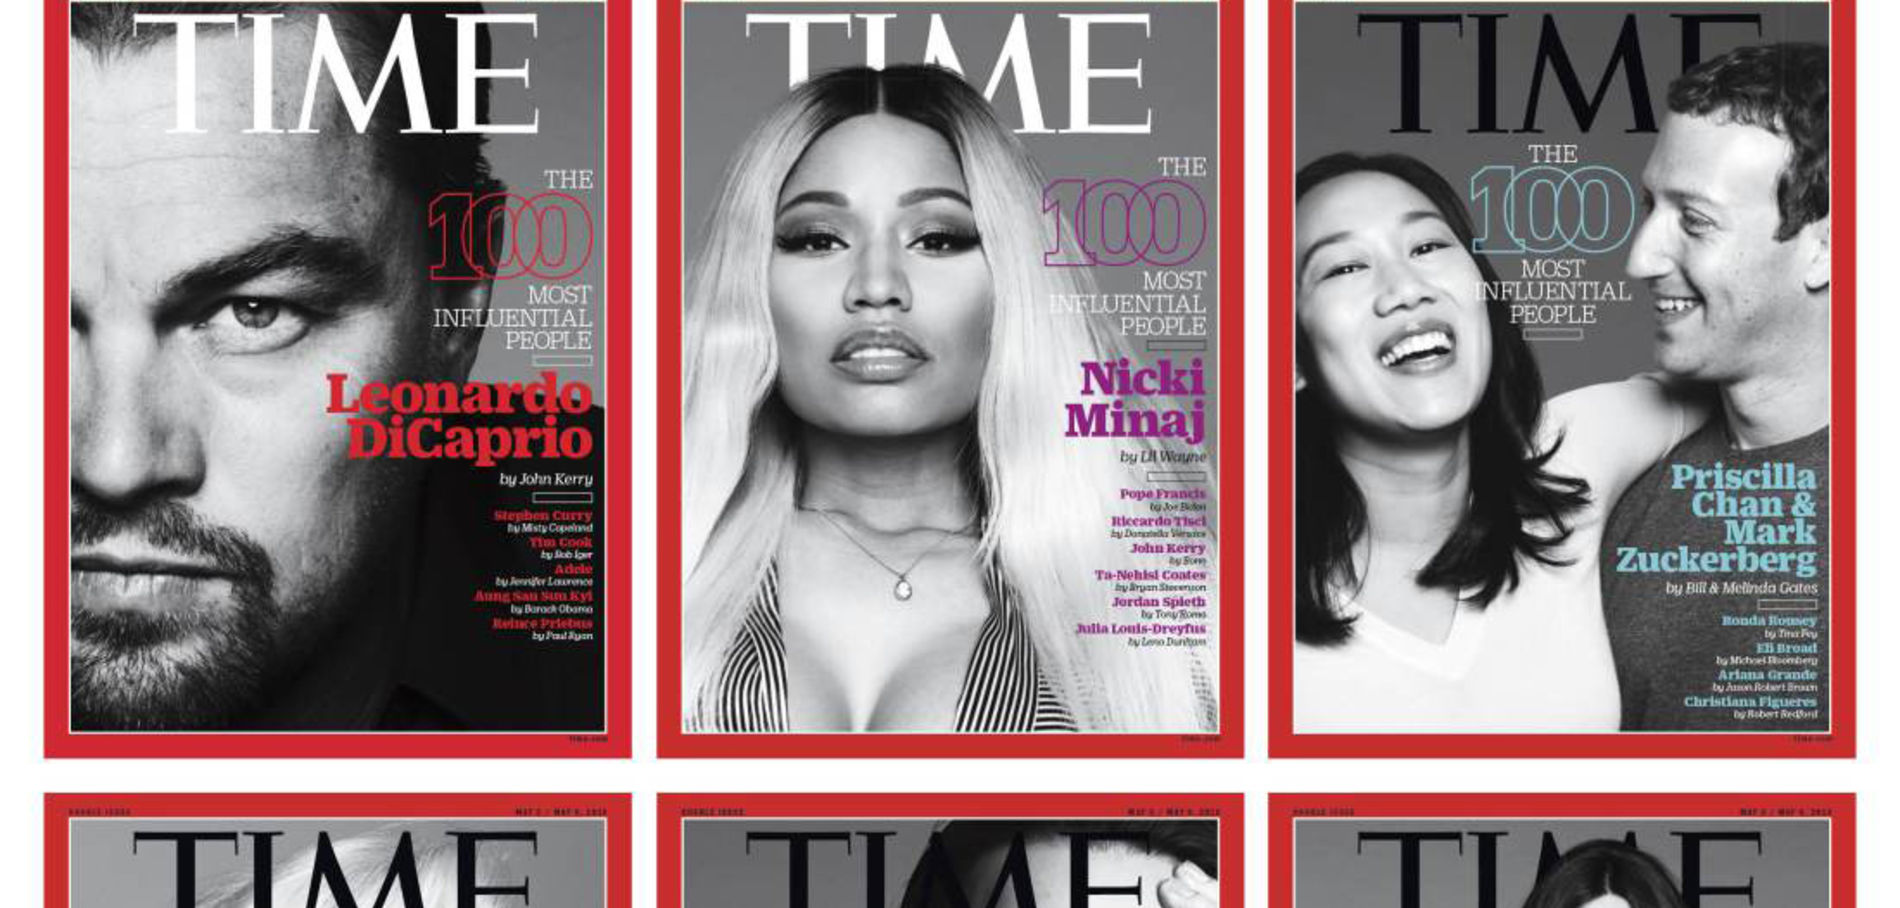 TIME
THE
100
MOST
INFLUENTIAL
PEOPLE
Leonardo
DiCaprio
by John Kerry
Stephen Curry
by Misty Copeland
Tim Cook
by Bob Iger
Adele
by Jennifer Lawrence
Aung San Suu Kyi
by Barack Obama
Reince Priebus
by Paul Ryan
TIME.COM
TIME
THE
100
MOST
INFLUENTIAL
PEOPLE
Nicki
Minaj
by Lil Wayne
Pope Francis
by Joe Biden
Riccardo Tisci
by Donatella Versace
John Kerry
by Bono
Ta-Nehisi Coates
by Bryan Stevenson
Jordan Spieth
by Tony Romo
Julia Louis-Dreyfus
by Lena Dunham
TIME.COM
TIME
THE
100
MOST
INFLUENTIAL
PEOPLE
Priscilla
Chan &
Mark
Zuckerberg
by Bill & Melinda Gates
Ronda Rousey
by Tina Fey
Eli Broad
by Michael Bloomberg
Ariana Grande
by Jason Robert Brown
Christiana Figueres
by Robert Redford
TIME.COM
DOUBLE ISSUE
MAY 2 / MAY 9, 2016
TIME
DOUBLE ISSUE
MAY 2 / MAY 9, 2016
TIME
DOUBLE ISSUE
MAY 2 / MAY 9, 2016
TIME